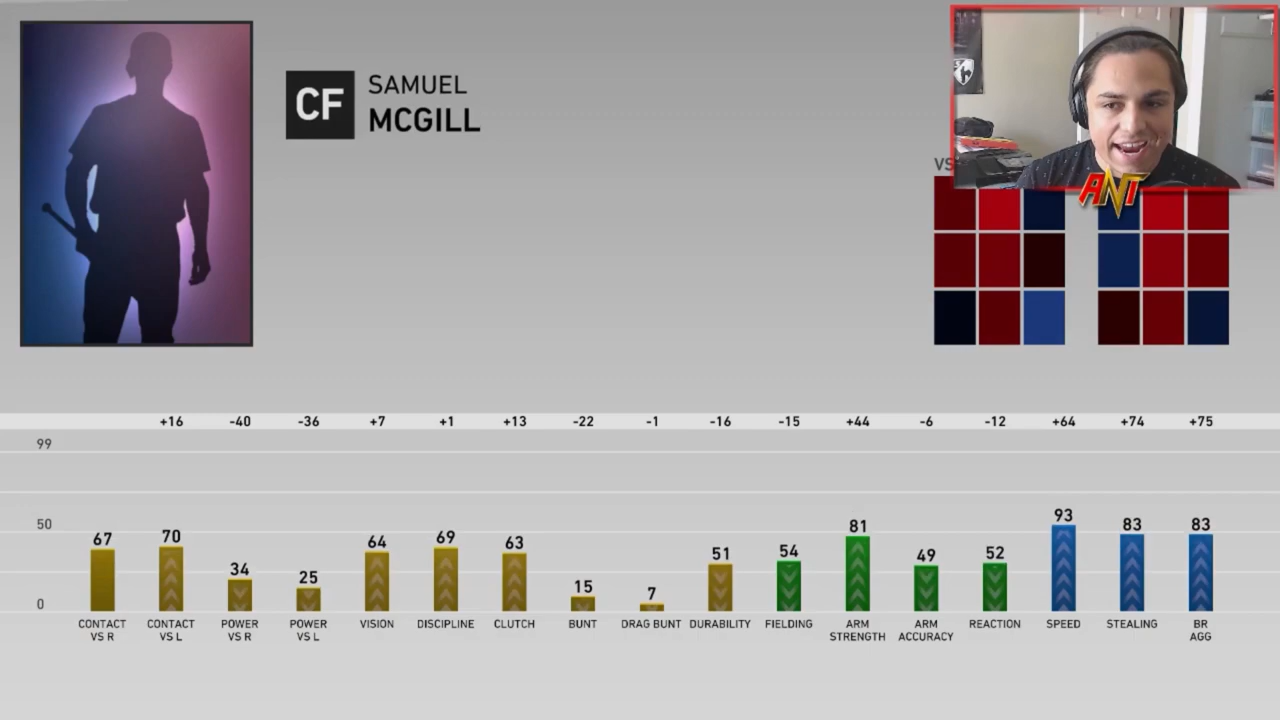 CF
SAMUEL
MCGILL
VS
ANT
+16 -40 -36 +7 +1 +13 -22 -1 -16 -15 +44 -6 -12 +64 +74 +75
99
50
0
67 70 34 25 64 69 63 15 7 51 54 81 49 52 93 83 83
CONTACT VS R
CONTACT VS L
POWER VS R
POWER VS L
VISION
DISCIPLINE
CLUTCH
BUNT
DRAG BUNT
DURABILITY
FIELDING
ARM STRENGTH
ARM ACCURACY
REACTION
SPEED
STEALING
BR AGG